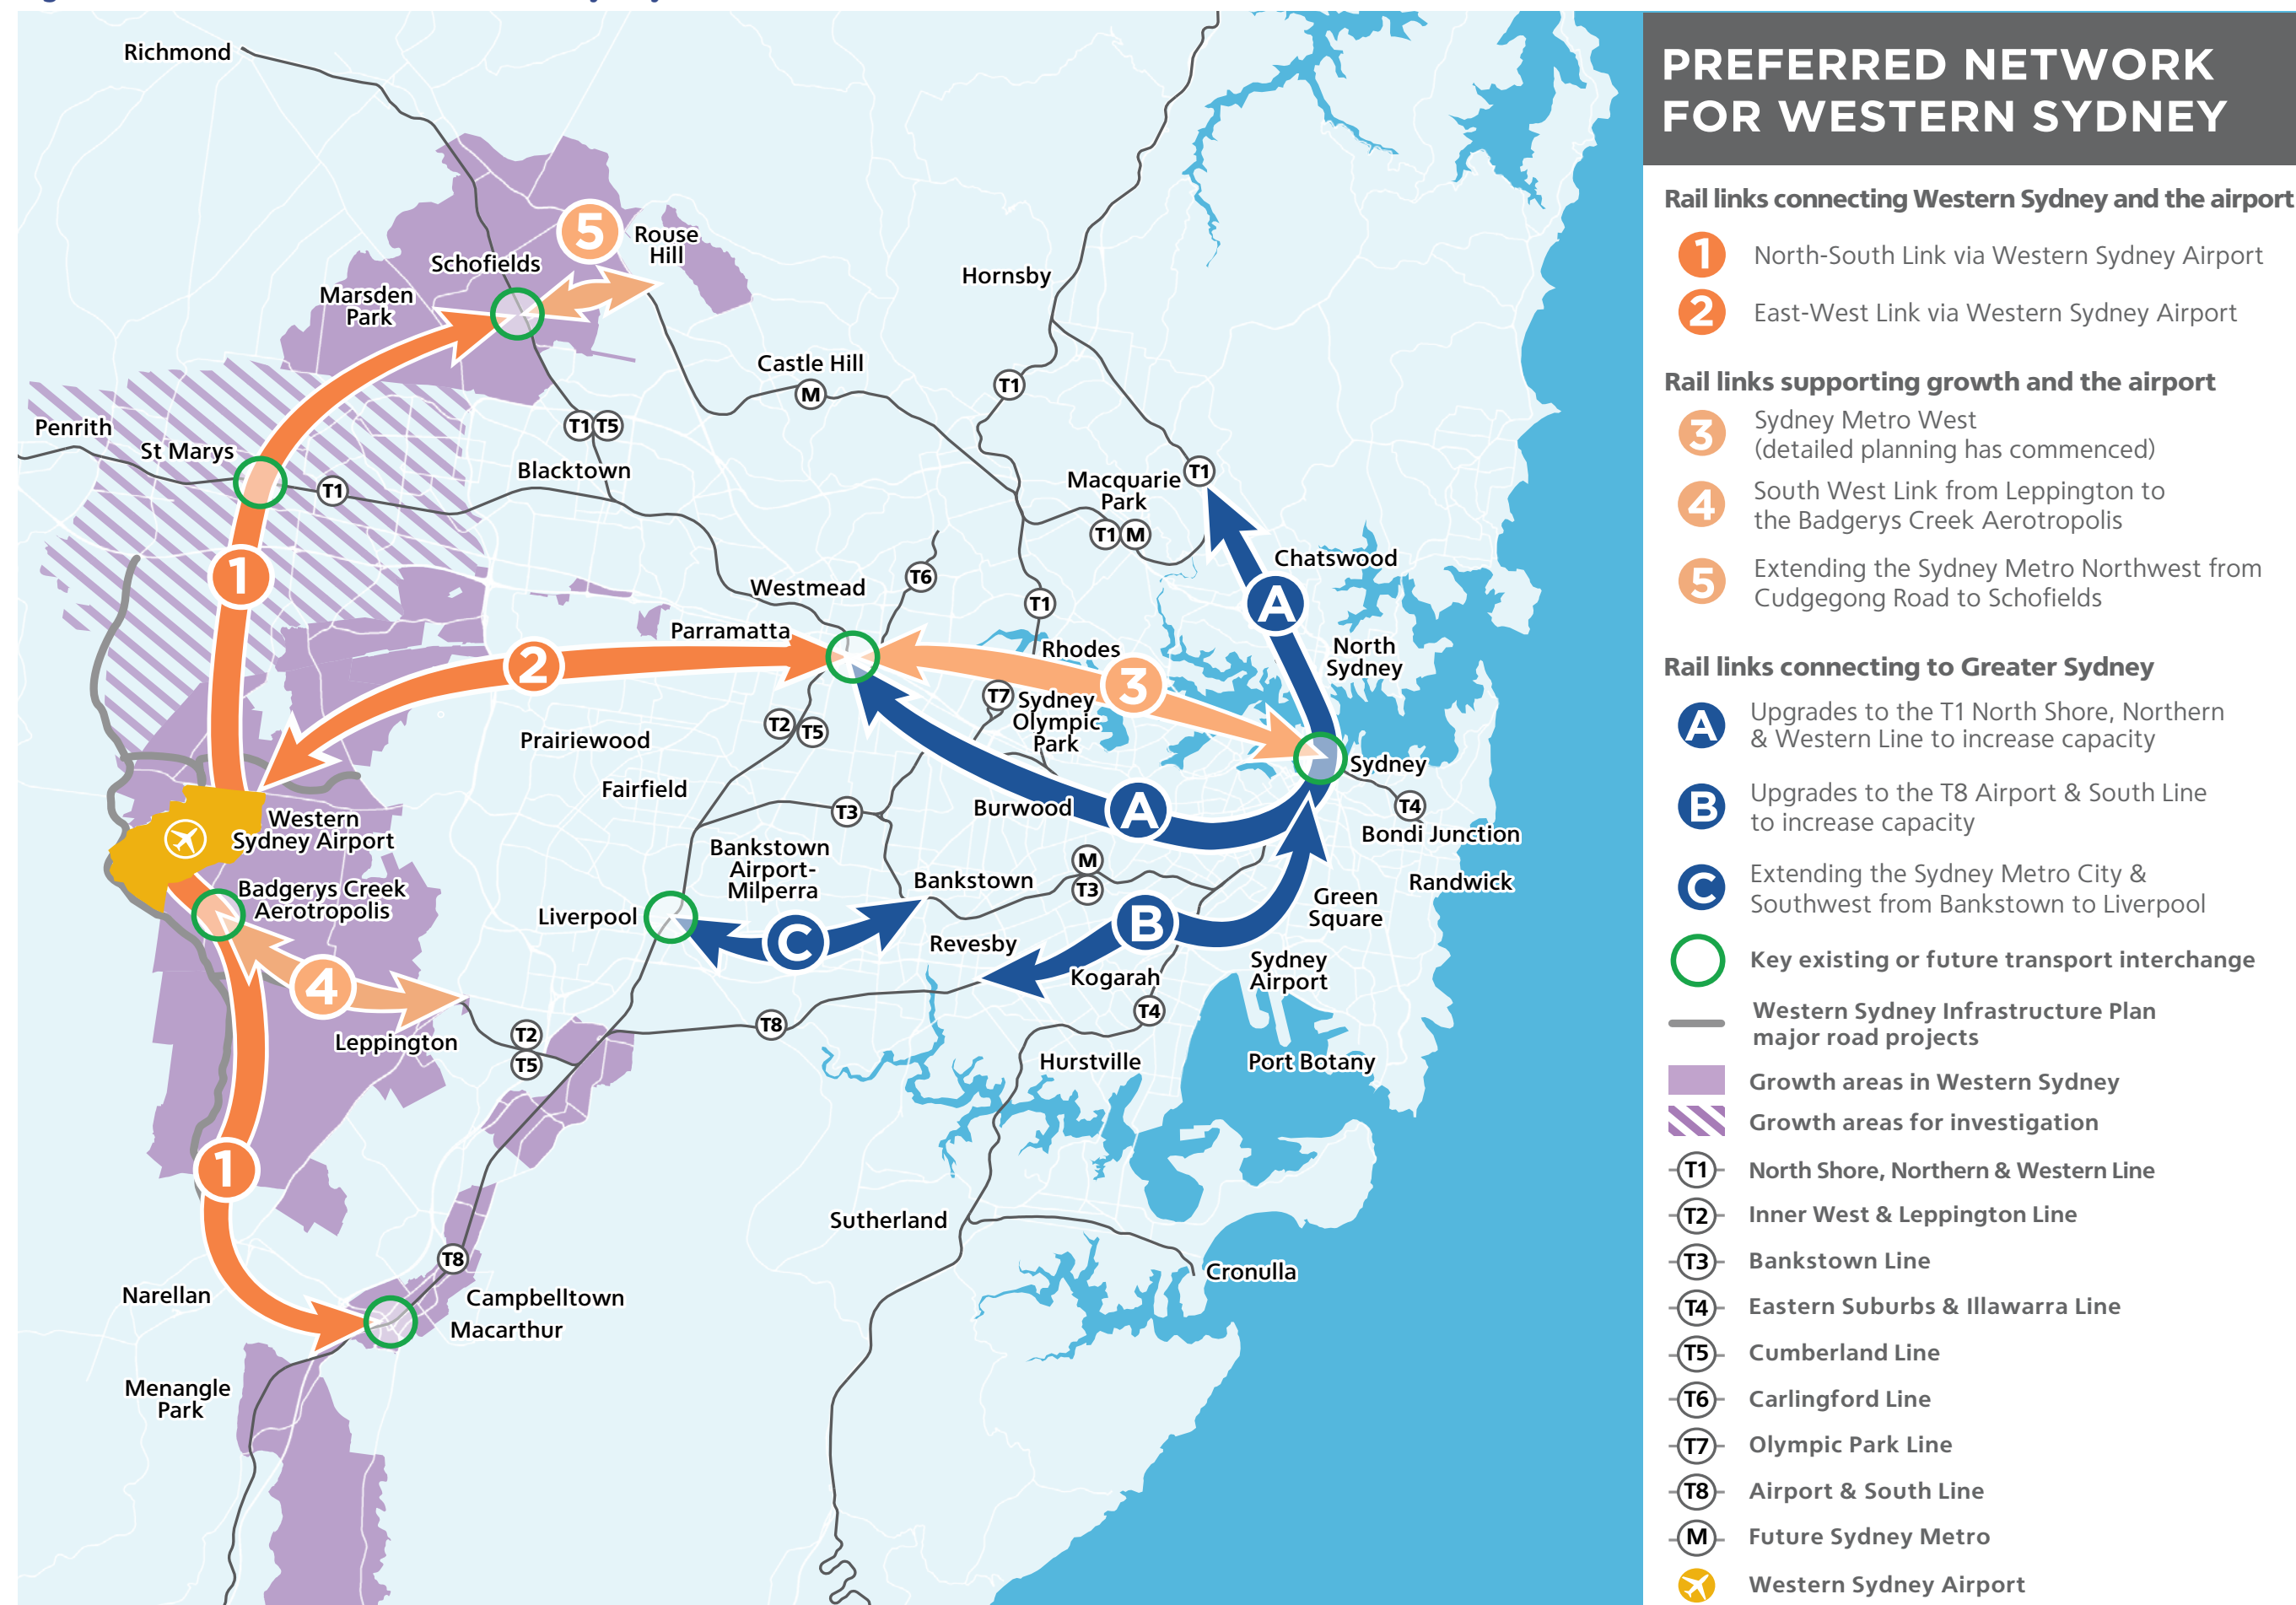 Richmond
5
Rouse
Hill
Schofields
Marsden
Park
Hornsby
Castle Hill
M
T1
T1
T5
Penrith
St Marys
T1
Blacktown
Macquarie
Park
T1
T1
M
Chatswood
1
Westmead
T6
T1
A
Parramatta
2
Rhodes
3
North
Sydney
T7
Sydney
Olympic
Park
T2
T5
Prairiewood
Sydney
Fairfield
T3
Burwood
A
T4
Bondi Junction
Western
Sydney Airport
Bankstown
Airport-
Milperra
M
T3
Bankstown
Randwick
Badgerys Creek
Aerotropolis
Liverpool
Green
Square
C
B
Revesby
Sydney
Airport
Kogarah
4
T4
T8
Leppington
T2
T5
Hurstville
Port Botany
1
Sutherland
T8
Cronulla
Narellan
Campbelltown
Macarthur
Menangle
Park
PREFERRED NETWORK
FOR WESTERN SYDNEY
Rail links connecting Western Sydney and the airport
1 North-South Link via Western Sydney Airport
2 East-West Link via Western Sydney Airport
Rail links supporting growth and the airport
3 Sydney Metro West
(detailed planning has commenced)
4 South West Link from Leppington to
the Badgerys Creek Aerotropolis
5 Extending the Sydney Metro Northwest from
Cudgegong Road to Schofields
Rail links connecting to Greater Sydney
A Upgrades to the T1 North Shore, Northern
& Western Line to increase capacity
B Upgrades to the T8 Airport & South Line
to increase capacity
C Extending the Sydney Metro City &
Southwest from Bankstown to Liverpool
Key existing or future transport interchange
Western Sydney Infrastructure Plan
major road projects
Growth areas in Western Sydney
Growth areas for investigation
T1 North Shore, Northern & Western Line
T2 Inner West & Leppington Line
T3 Bankstown Line
T4 Eastern Suburbs & Illawarra Line
T5 Cumberland Line
T6 Carlingford Line
T7 Olympic Park Line
T8 Airport & South Line
M Future Sydney Metro
Western Sydney Airport